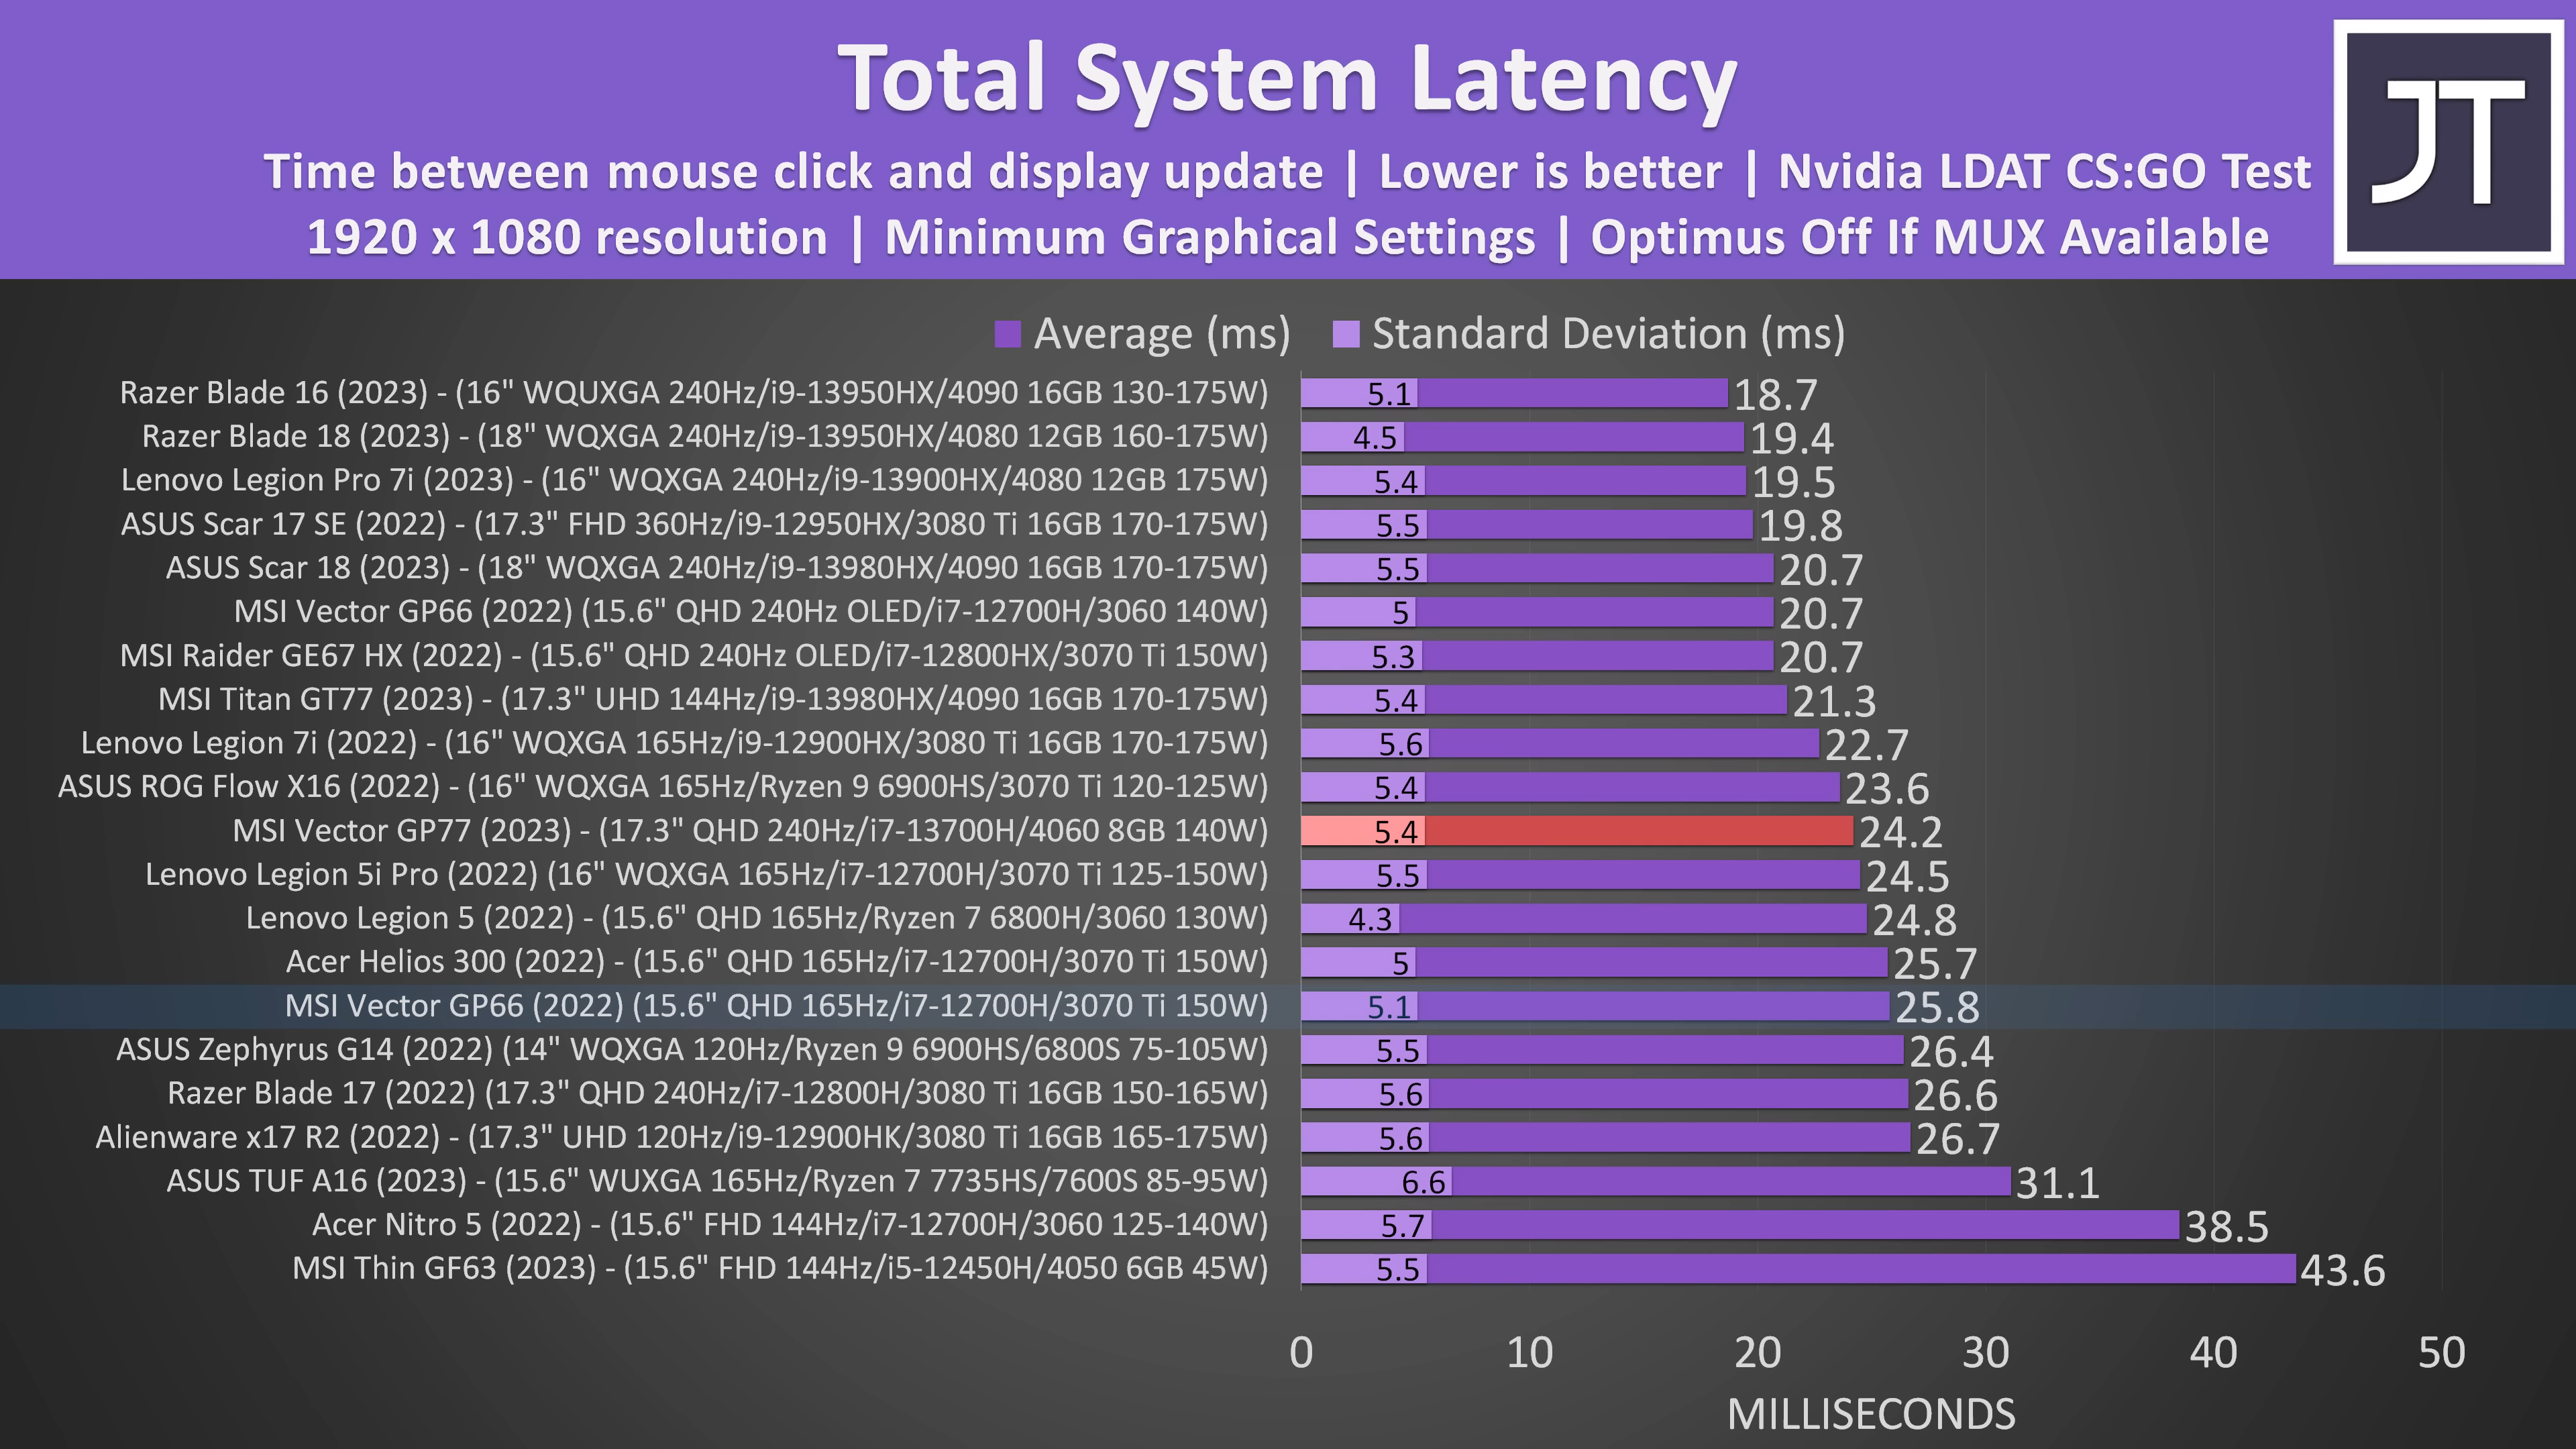 Total System Latency
JT
Time between mouse click and display update | Lower is better | Nvidia LDAT CS:GO Test
1920 x 1080 resolution | Minimum Graphical Settings | Optimus Off If MUX Available
Average (ms) Standard Deviation (ms)
Razer Blade 16 (2023) - (16" WQUXGA 240Hz/i9-13950HX/4090 16GB 130-175W) 5.1 18.7
Razer Blade 18 (2023) - (18" WQXGA 240Hz/i9-13950HX/4080 12GB 160-175W) 4.5 19.4
Lenovo Legion Pro 7i (2023) - (16" WQXGA 240Hz/i9-13900HX/4080 12GB 175W) 5.4 19.5
ASUS Scar 17 SE (2022) - (17.3" FHD 360Hz/i9-12950HX/3080 Ti 16GB 170-175W) 5.5 19.8
ASUS Scar 18 (2023) - (18" WQXGA 240Hz/i9-13980HX/4090 16GB 170-175W) 5.5 20.7
MSI Vector GP66 (2022) (15.6" QHD 240Hz OLED/i7-12700H/3060 140W) 5 20.7
MSI Raider GE67 HX (2022) - (15.6" QHD 240Hz OLED/i7-12800HX/3070 Ti 150W) 5.3 20.7
MSI Titan GT77 (2023) - (17.3" UHD 144Hz/i9-13980HX/4090 16GB 170-175W) 5.4 21.3
Lenovo Legion 7i (2022) - (16" WQXGA 165Hz/i9-12900HX/3080 Ti 16GB 170-175W) 5.6 22.7
ASUS ROG Flow X16 (2022) - (16" WQXGA 165Hz/Ryzen 9 6900HS/3070 Ti 120-125W) 5.4 23.6
MSI Vector GP77 (2023) - (17.3" QHD 240Hz/i7-13700H/4060 8GB 140W) 5.4 24.2
Lenovo Legion 5i Pro (2022) (16" WQXGA 165Hz/i7-12700H/3070 Ti 125-150W) 5.5 24.5
Lenovo Legion 5 (2022) - (15.6" QHD 165Hz/Ryzen 7 6800H/3060 130W) 4.3 24.8
Acer Helios 300 (2022) - (15.6" QHD 165Hz/i7-12700H/3070 Ti 150W) 5 25.7
MSI Vector GP66 (2022) (15.6" QHD 165Hz/i7-12700H/3070 Ti 150W) 5.1 25.8
ASUS Zephyrus G14 (2022) (14" WQXGA 120Hz/Ryzen 9 6900HS/6800S 75-105W) 5.5 26.4
Razer Blade 17 (2022) (17.3" QHD 240Hz/i7-12800H/3080 Ti 16GB 150-165W) 5.6 26.6
Alienware x17 R2 (2022) - (17.3" UHD 120Hz/i9-12900HK/3080 Ti 16GB 165-175W) 5.6 26.7
ASUS TUF A16 (2023) - (15.6" WUXGA 165Hz/Ryzen 7 7735HS/7600S 85-95W) 6.6 31.1
Acer Nitro 5 (2022) - (15.6" FHD 144Hz/i7-12700H/3060 125-140W) 5.7 38.5
MSI Thin GF63 (2023) - (15.6" FHD 144Hz/i5-12450H/4050 6GB 45W) 5.5 43.6
0 10 20 30 40 50
MILLISECONDS